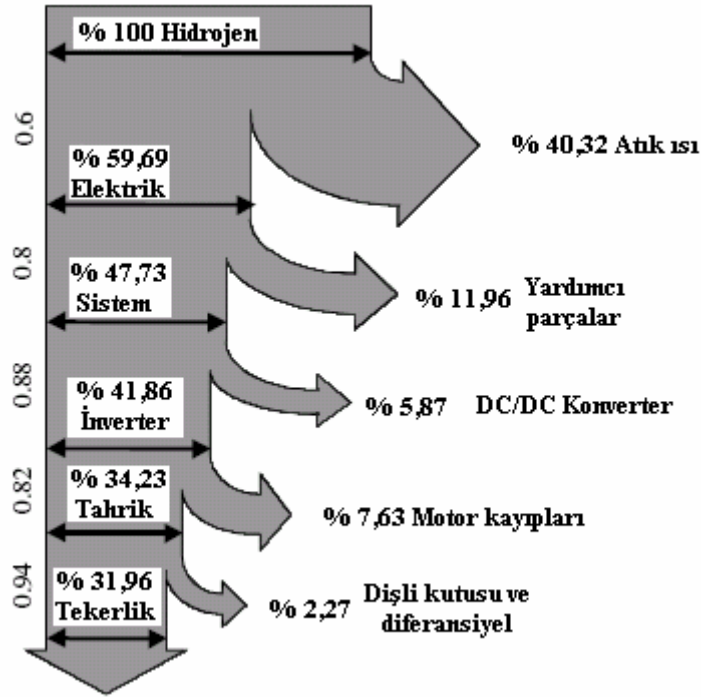 % 100 Hidrojen
0.6
% 40,32 Atık ısı
% 59,69
Elektrik
0.8
% 47,73
Sistem
% 11,96 Yardımcı
parçalar
0.88
% 41,86
İnverter
% 5,87 DC/DC Konverter
0.82
% 34,23
Tahrik
% 7,63 Motor kayıpları
0.94
% 31,96
Tekerlik
% 2,27 Dişli kutusu ve
diferansiyel